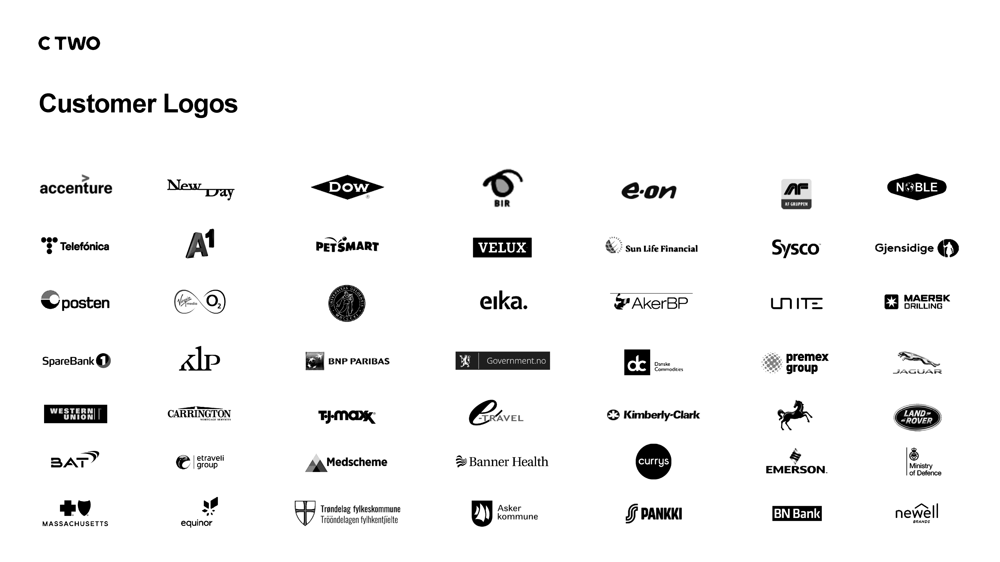 C TWO
Customer Logos
accenture
New Day
DOW
BIR
e·on
AF
AF GRUPPEN
NOBLE
Telefónica
A1
PETSMART
VELUX
Sun Life Financial
Sysco™
Gjensidige
posten
Virgin media O2
UNIVERSITAS OSLOENSIS
MDCCCXI
eika.
AkerBP
UNITE
MAERSK
DRILLING
SpareBank 1
klp
BNP PARIBAS
Government.no
dc Danske
Commodities
premex
group
JAGUAR
WESTERN
UNION
CARRINGTON
MORTGAGE SERVICES
T·J·maxx®
e-TRAVEL
Kimberly-Clark
LAND-
-ROVER
BAT
etraveli
group
Medscheme
Banner Health
currys
EMERSON™
Ministry
of Defence
MASSACHUSETTS
equinor
Trøndelag fylkeskommune
Trööndelagen fylhkentjïelte
Asker
kommune
S PANKKI
BN Bank
newell
BRANDS